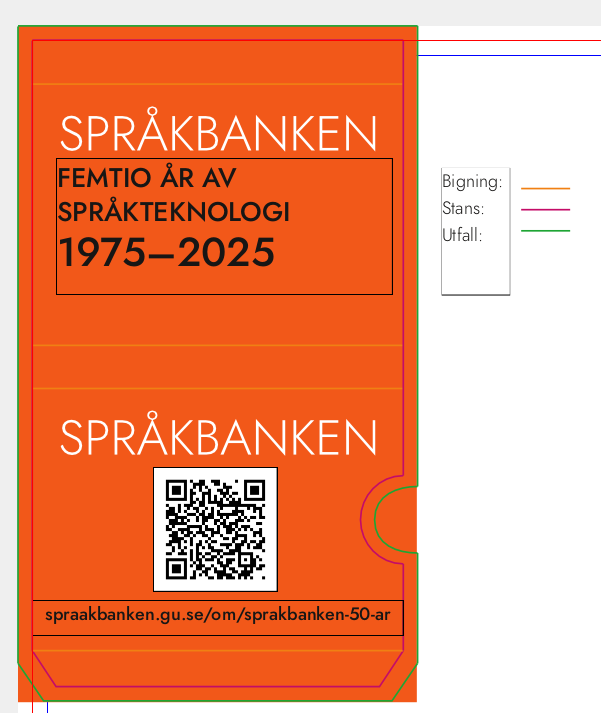 SPRÅKBANKEN
FEMTIO ÅR AV
SPRÅKTEKNOLOGI
1975–2025
Bigning:
Stans:
Utfall:
SPRÅKBANKEN
spraakbanken.gu.se/om/sprakbanken-50-ar